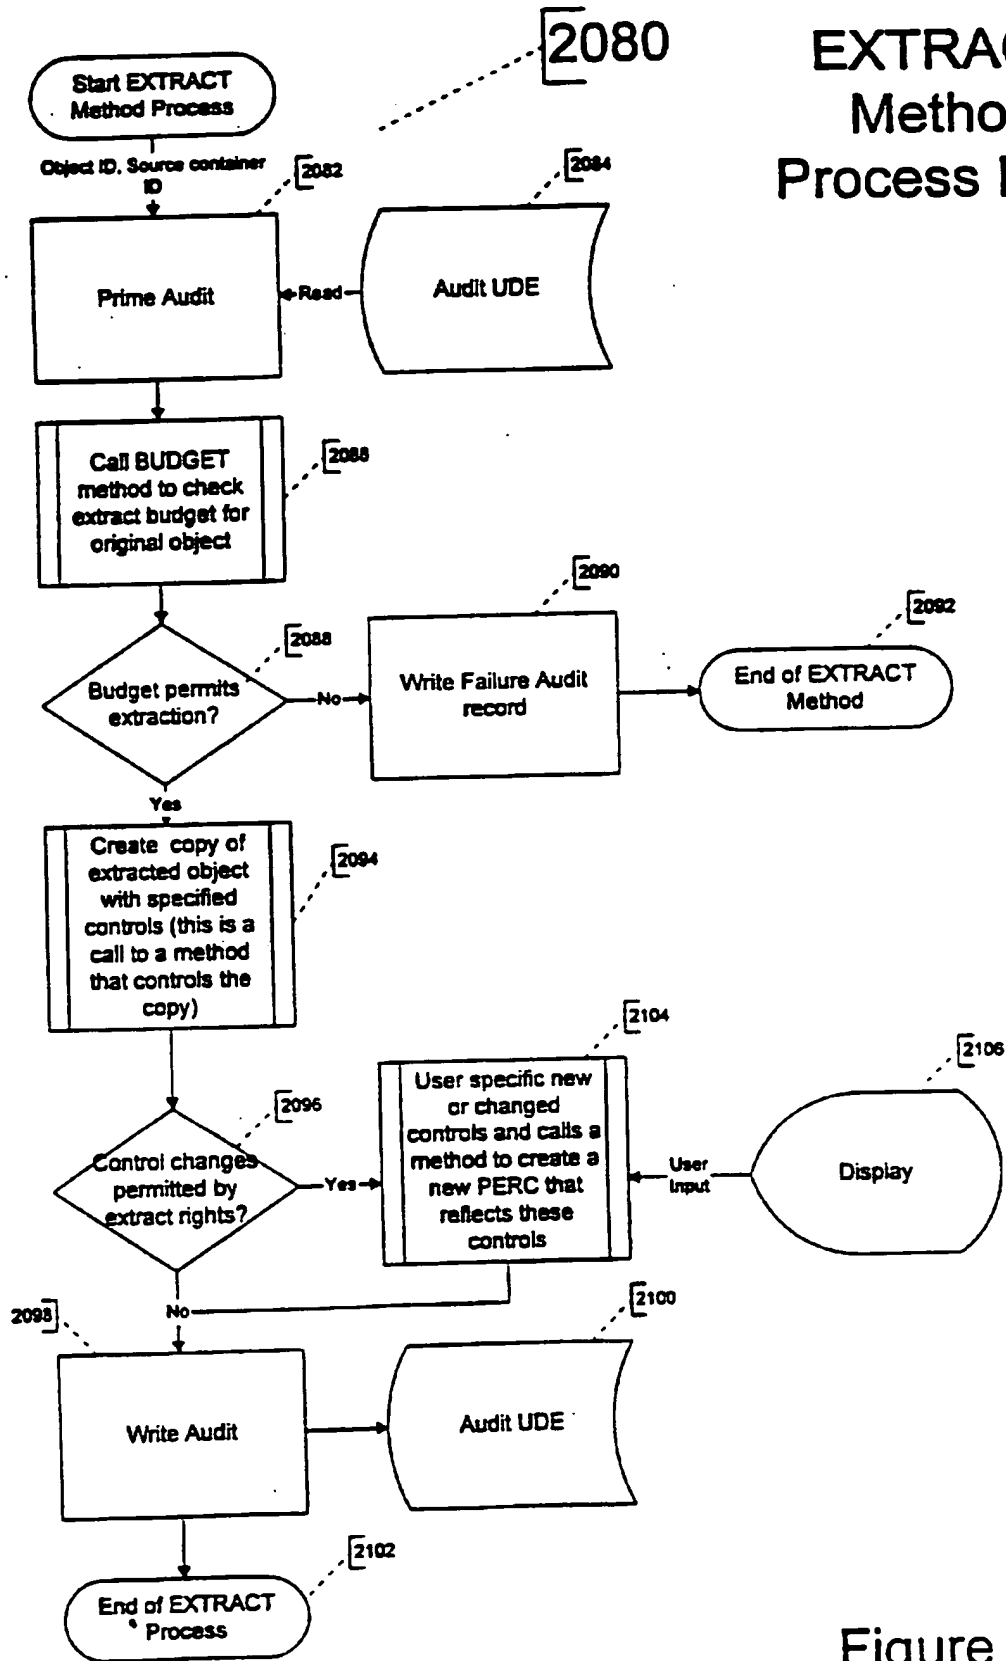 2080
EXTRAC
Metho
Process
Start EXTRACT
Method Process
Object ID, Source container
ID
2082
2084
Prime Audit
Read
Audit UDE
Call BUDGET
method to check
extract budget for
original object
2088
Budget permits
extraction?
2088
No
2090
Write Failure Audit
record
2092
End of EXTRACT
Method
Yes
Create copy of
extracted object
with specified
controls (this is a
call to a method
that controls the
copy)
2094
Control changes
permitted by
extract rights?
2096
Yes
2104
User specific new
or changed
controls and calls a
method to create a
new PERC that
reflects these
controls
User
Input
2106
Display
No
2098
Write Audit
2100
Audit UDE
2102
End of EXTRACT
Process
Figure